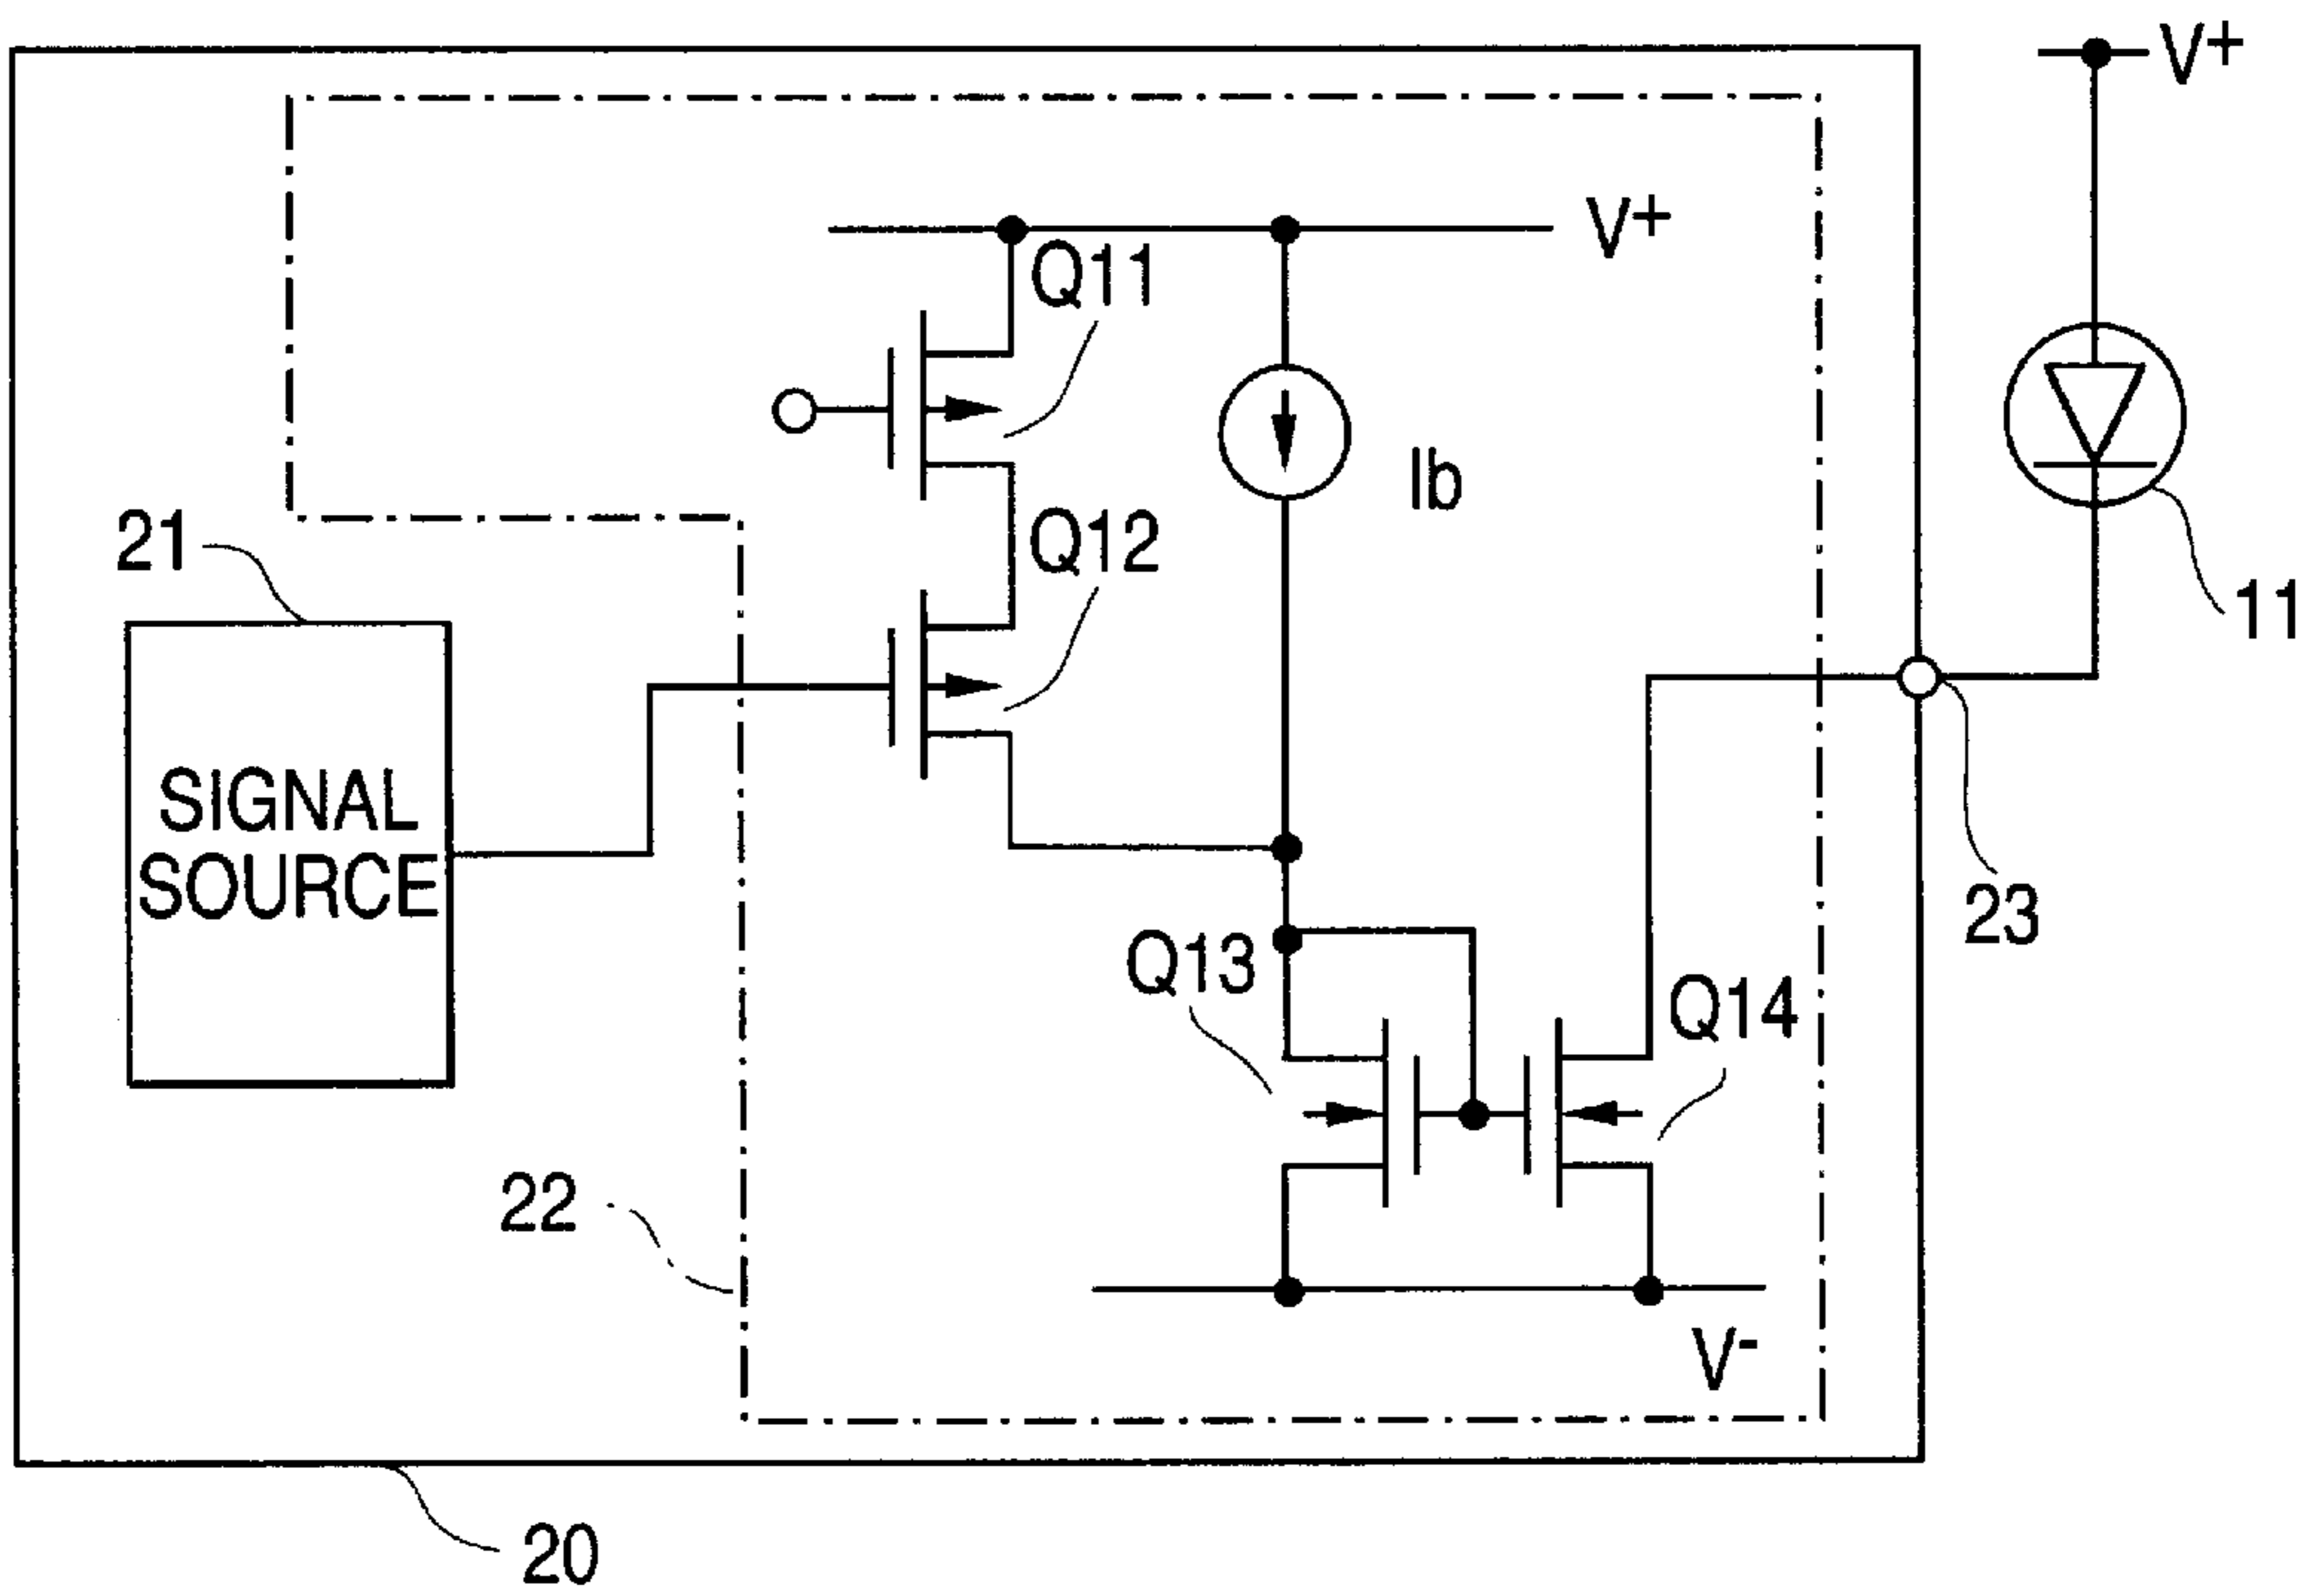 V+
V+
Q11
Ib
Q12
21
11
SIGNAL
SOURCE
23
Q13
Q14
22
V-
20